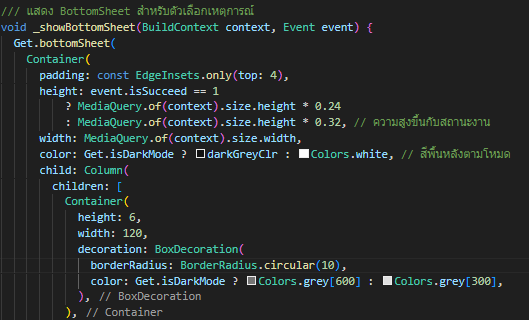 /// แสดง BottomSheet สำหรับตัวเลือกเหตุการณ์
void _showBottomSheet(BuildContext context, Event event) {
  Get.bottomSheet(
    Container(
      padding: const EdgeInsets.only(top: 4),
      height: event.isSucceed == 1
          ? MediaQuery.of(context).size.height * 0.24
          : MediaQuery.of(context).size.height * 0.32, // ความสูงขึ้นกับสถานะงาน
      width: MediaQuery.of(context).size.width,
      color: Get.isDarkMode ? darkGreyClr : Colors.white, // สีพื้นหลังตามโหมด
      child: Column(
        children: [
          Container(
            height: 6,
            width: 120,
            decoration: BoxDecoration(
              borderRadius: BorderRadius.circular(10),
              color: Get.isDarkMode ? Colors.grey[600] : Colors.grey[300],
            ), // BoxDecoration
          ), // Container